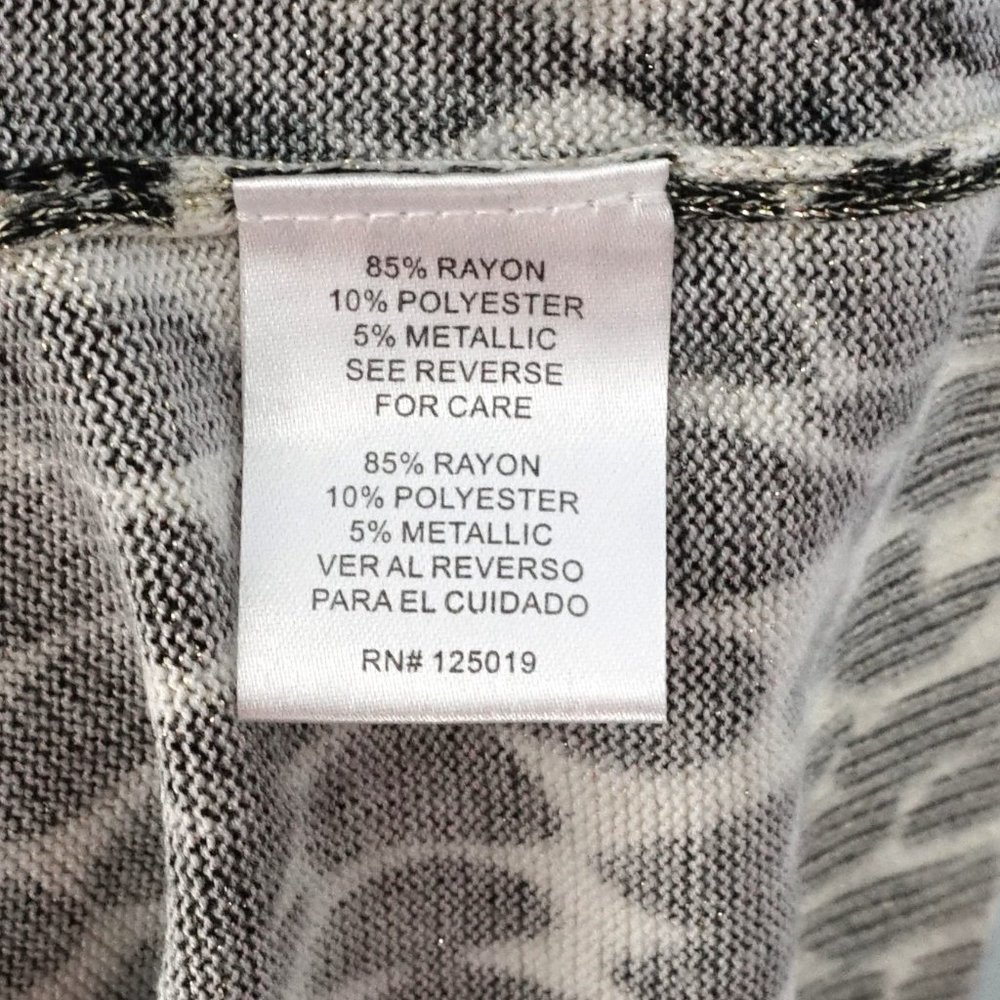 85% RAYON
10% POLYESTER
5% METALLIC
SEE REVERSE
FOR CARE
85% RAYON
10% POLYESTER
5% METALLIC
VER AL REVERSO
PARA EL CUIDADO
RN# 125019